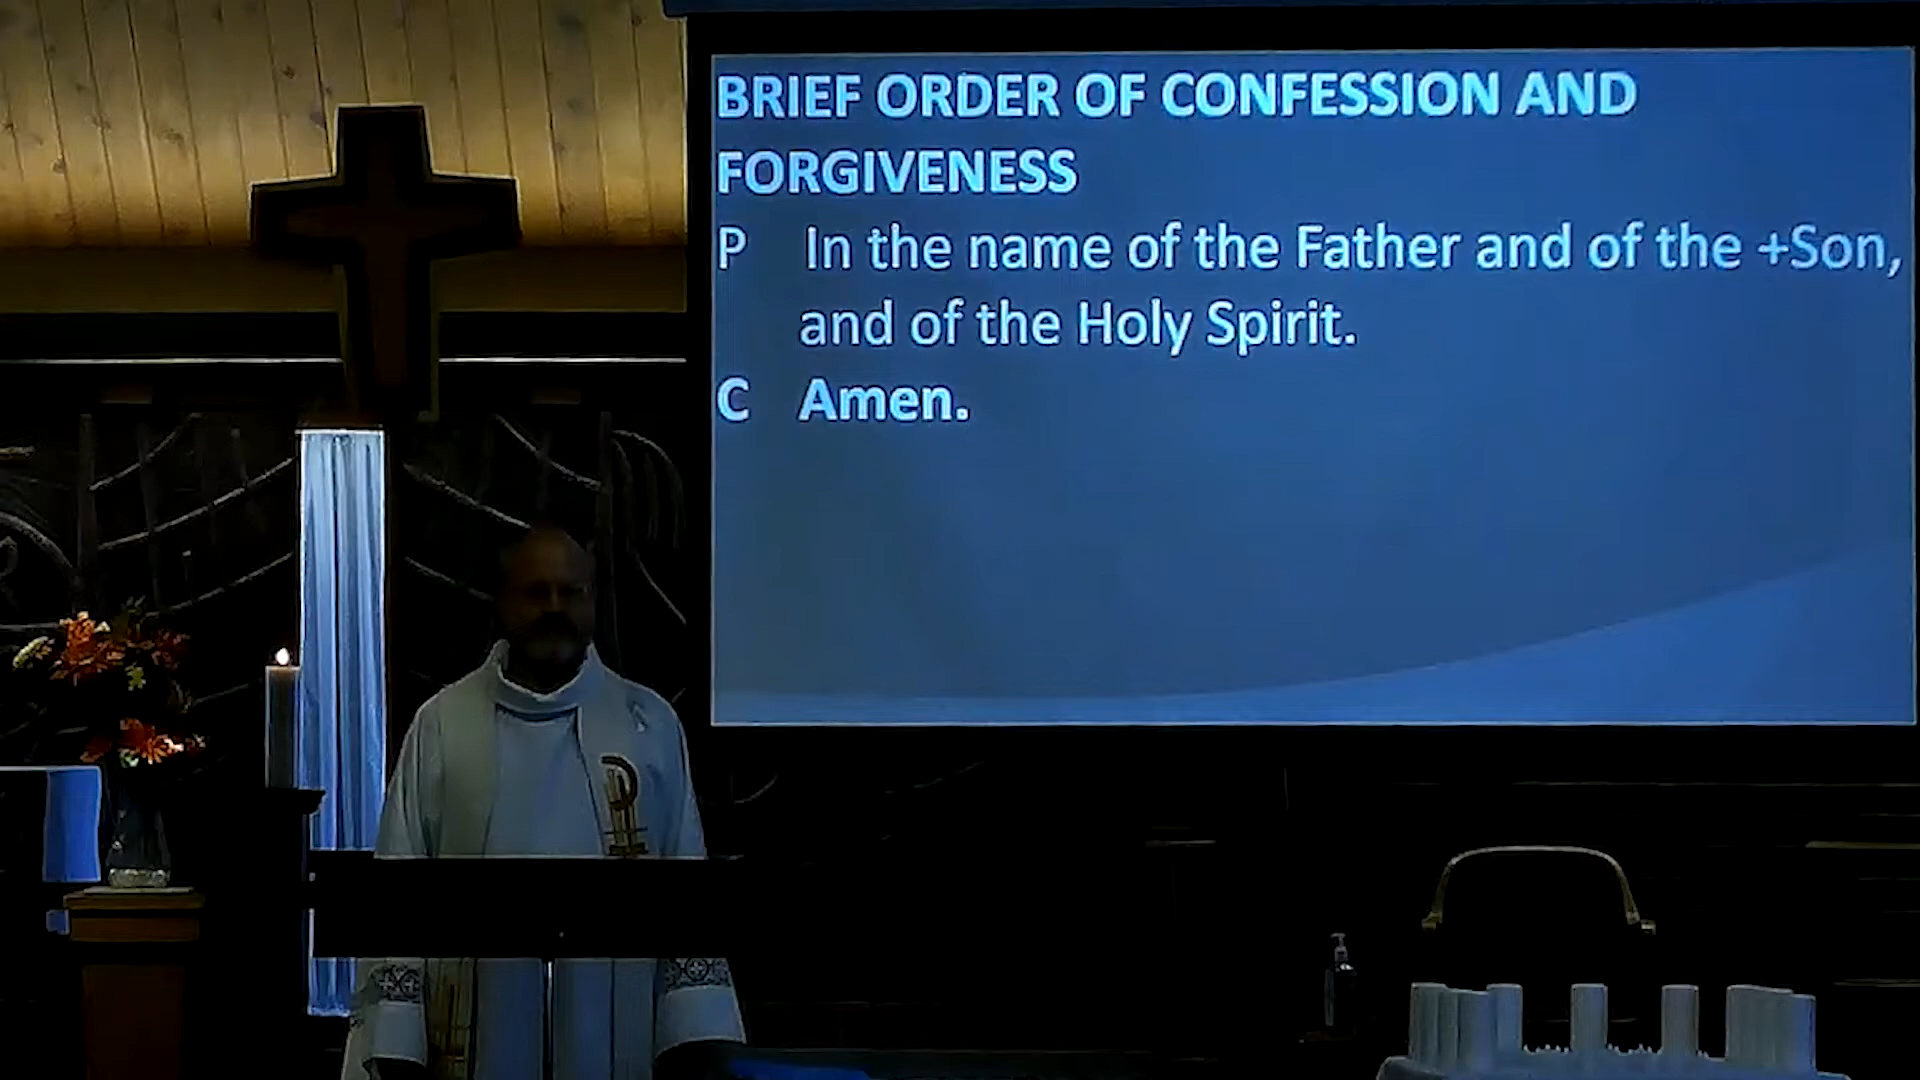 BRIEF ORDER OF CONFESSION AND
FORGIVENESS
P In the name of the Father and of the +Son,
and of the Holy Spirit.
C Amen.